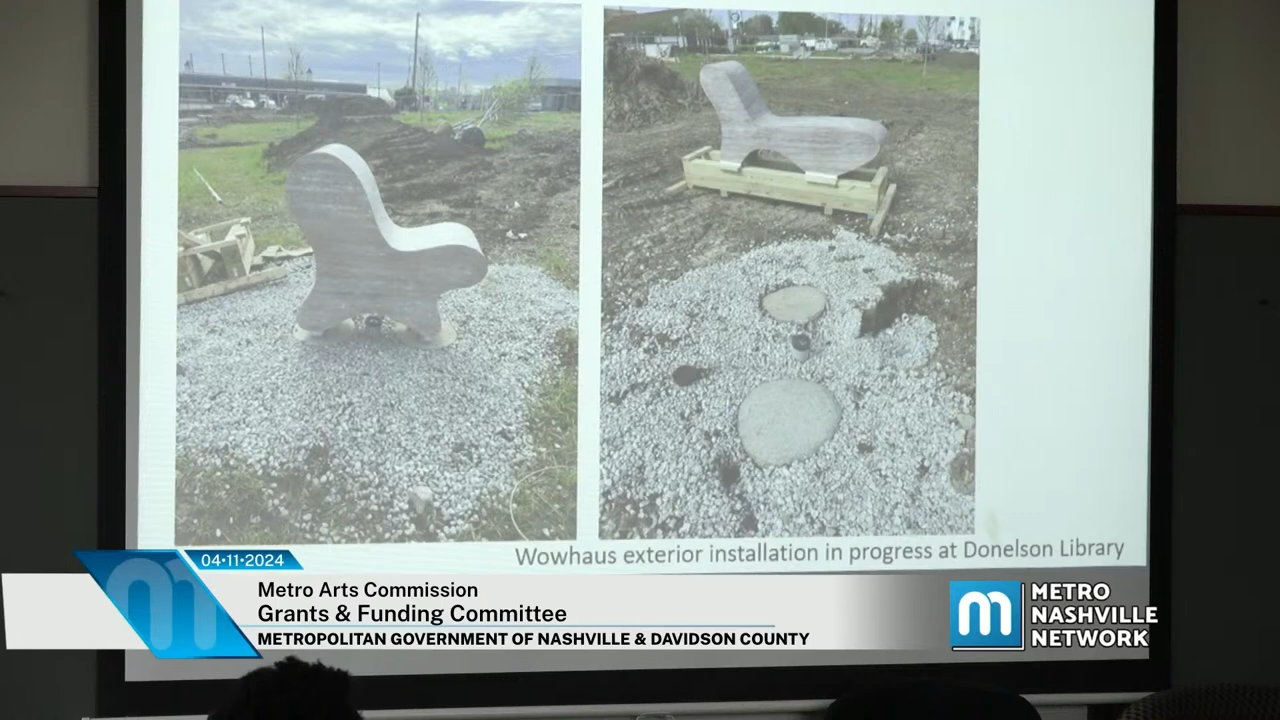 Wowhaus exterior installation in progress at Donelson Library
04•11•2024
Metro Arts Commission
Grants & Funding Committee
METROPOLITAN GOVERNMENT OF NASHVILLE & DAVIDSON COUNTY
m
METRO
NASHVILLE
NETWORK